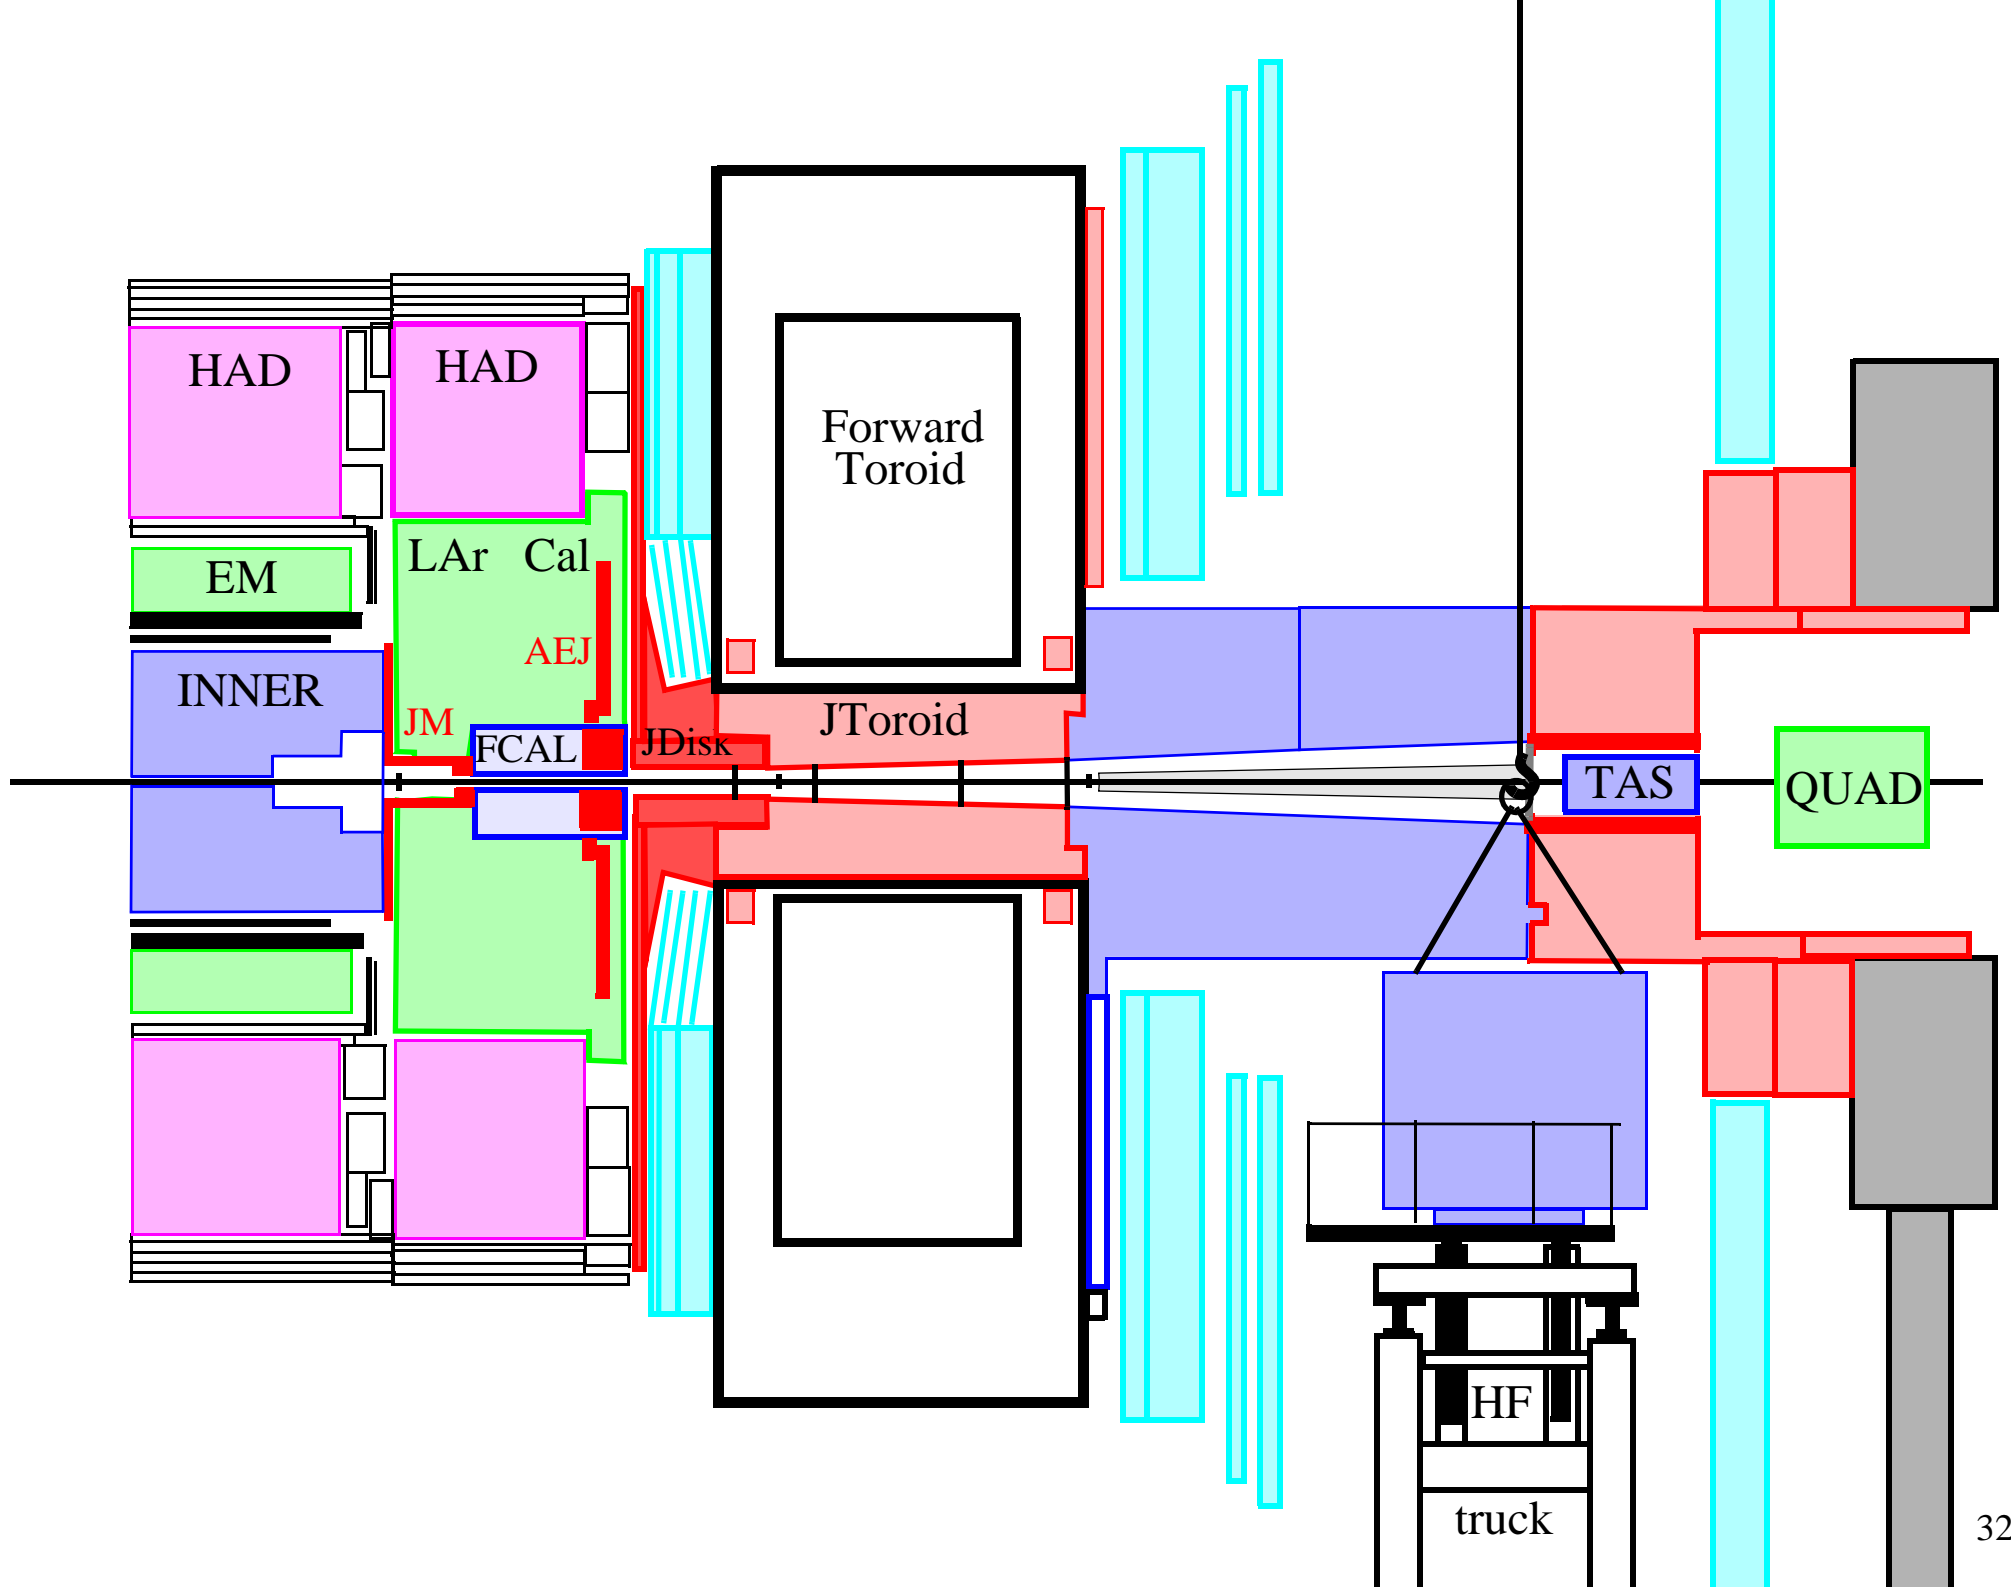 HAD
HAD
Forward
Toroid
LAr Cal
EM
AEJ
INNER
JM
JToroid
FCAL
JDisk
TAS
QUAD
HF
truck
32